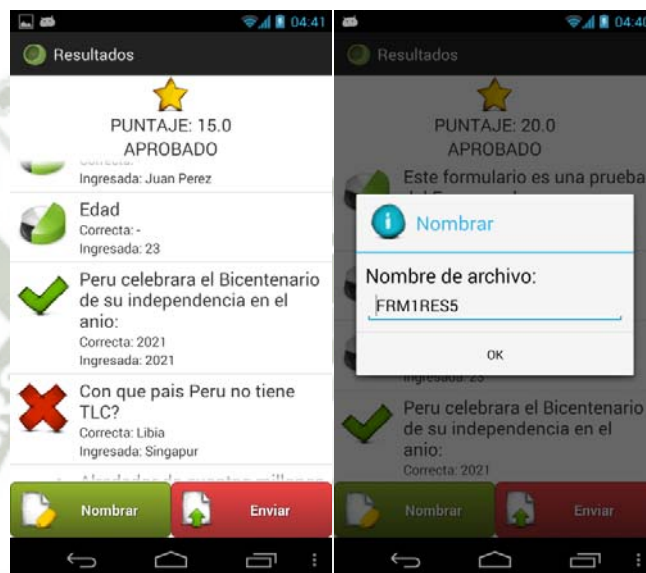 04:41
Resultados
PUNTAJE: 15.0
APROBADO
Correcta:
Ingresada: Juan Perez
Edad
Correcta: -
Ingresada: 23
Peru celebrara el Bicentenario
de su independencia en el
anio:
Correcta: 2021
Ingresada: 2021
Con que pais Peru no tiene
TLC?
Correcta: Libia
Ingresada: Singapur
Nombrar
Enviar
04:40
Resultados
PUNTAJE: 20.0
APROBADO
Este formulario es una prueba
Nombrar
Nombre de archivo:
FRM1RES5
OK
Ingresada: 23
Peru celebrara el Bicentenario
de su independencia en el
anio:
Correcta: 2021
Nombrar
Enviar